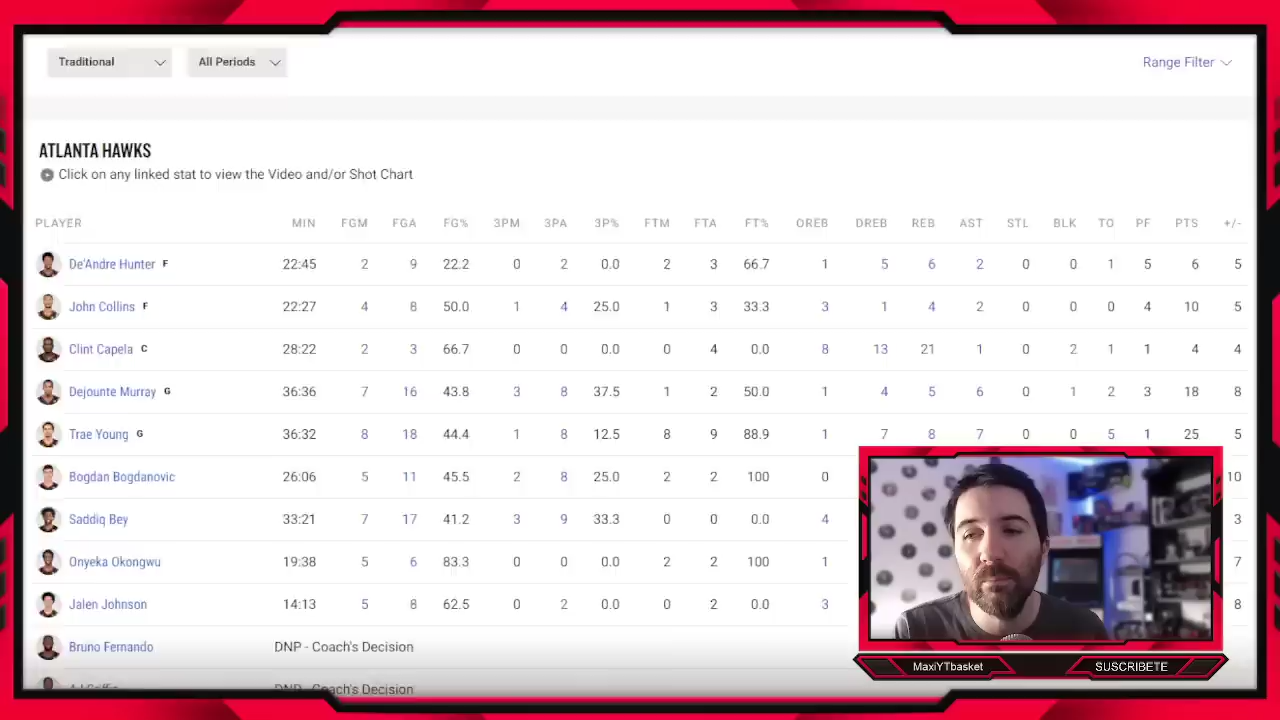 Traditional All Periods Range Filter
ATLANTA HAWKS
Click on any linked stat to view the Video and/or Shot Chart
PLAYER MIN FGM FGA FG% 3PM 3PA 3P% FTM FTA FT% OREB DREB REB AST STL BLK TO PF PTS +/-
De'Andre Hunter F 22:45 2 9 22.2 0 2 0.0 2 3 66.7 1 5 6 2 0 0 1 5 6 5
John Collins F 22:27 4 8 50.0 1 4 25.0 1 3 33.3 3 1 4 2 0 0 0 4 10 5
Clint Capela C 28:22 2 3 66.7 0 0 0.0 0 4 0.0 8 13 21 1 0 2 1 1 4 4
Dejounte Murray G 36:36 7 16 43.8 3 8 37.5 1 2 50.0 1 4 5 6 0 1 2 3 18 8
Trae Young G 36:32 8 18 44.4 1 8 12.5 8 9 88.9 1 7 8 7 0 0 5 1 25 5
Bogdan Bogdanovic 26:06 5 11 45.5 2 8 25.0 2 2 100 0 10
Saddiq Bey 33:21 7 17 41.2 3 9 33.3 0 0 0.0 4 3
Onyeka Okongwu 19:38 5 6 83.3 0 0 0.0 2 2 100 1 7
Jalen Johnson 14:13 5 8 62.5 0 2 0.0 0 2 0.0 3 8
Bruno Fernando DNP - Coach's Decision
DNP - Coach's Decision
MaxiYTbasket SUSCRIBETE